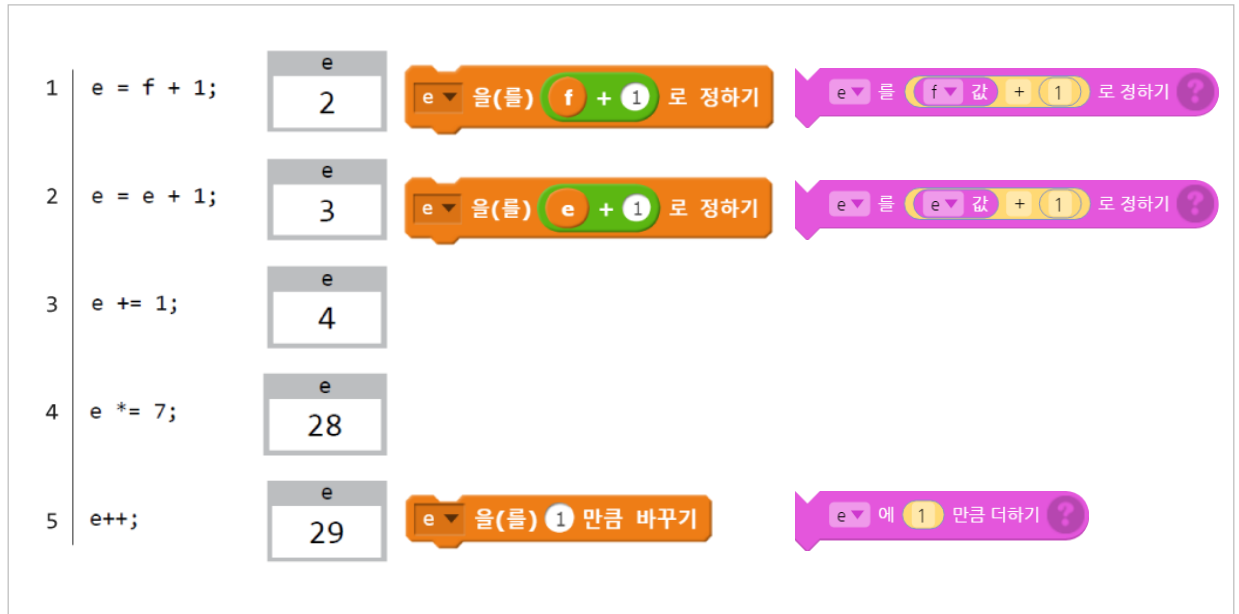 1 e = f + 1; e 2 e 을(를) f + 1 로 정하기 e 를 f 값 + 1 로 정하기 ?
2 e = e + 1; e 3 e 을(를) e + 1 로 정하기 e 를 e 값 + 1 로 정하기 ?
3 e += 1; e 4
4 e *= 7; e 28
5 e++; e 29 e 을(를) 1 만큼 바꾸기 e 에 1 만큼 더하기 ?